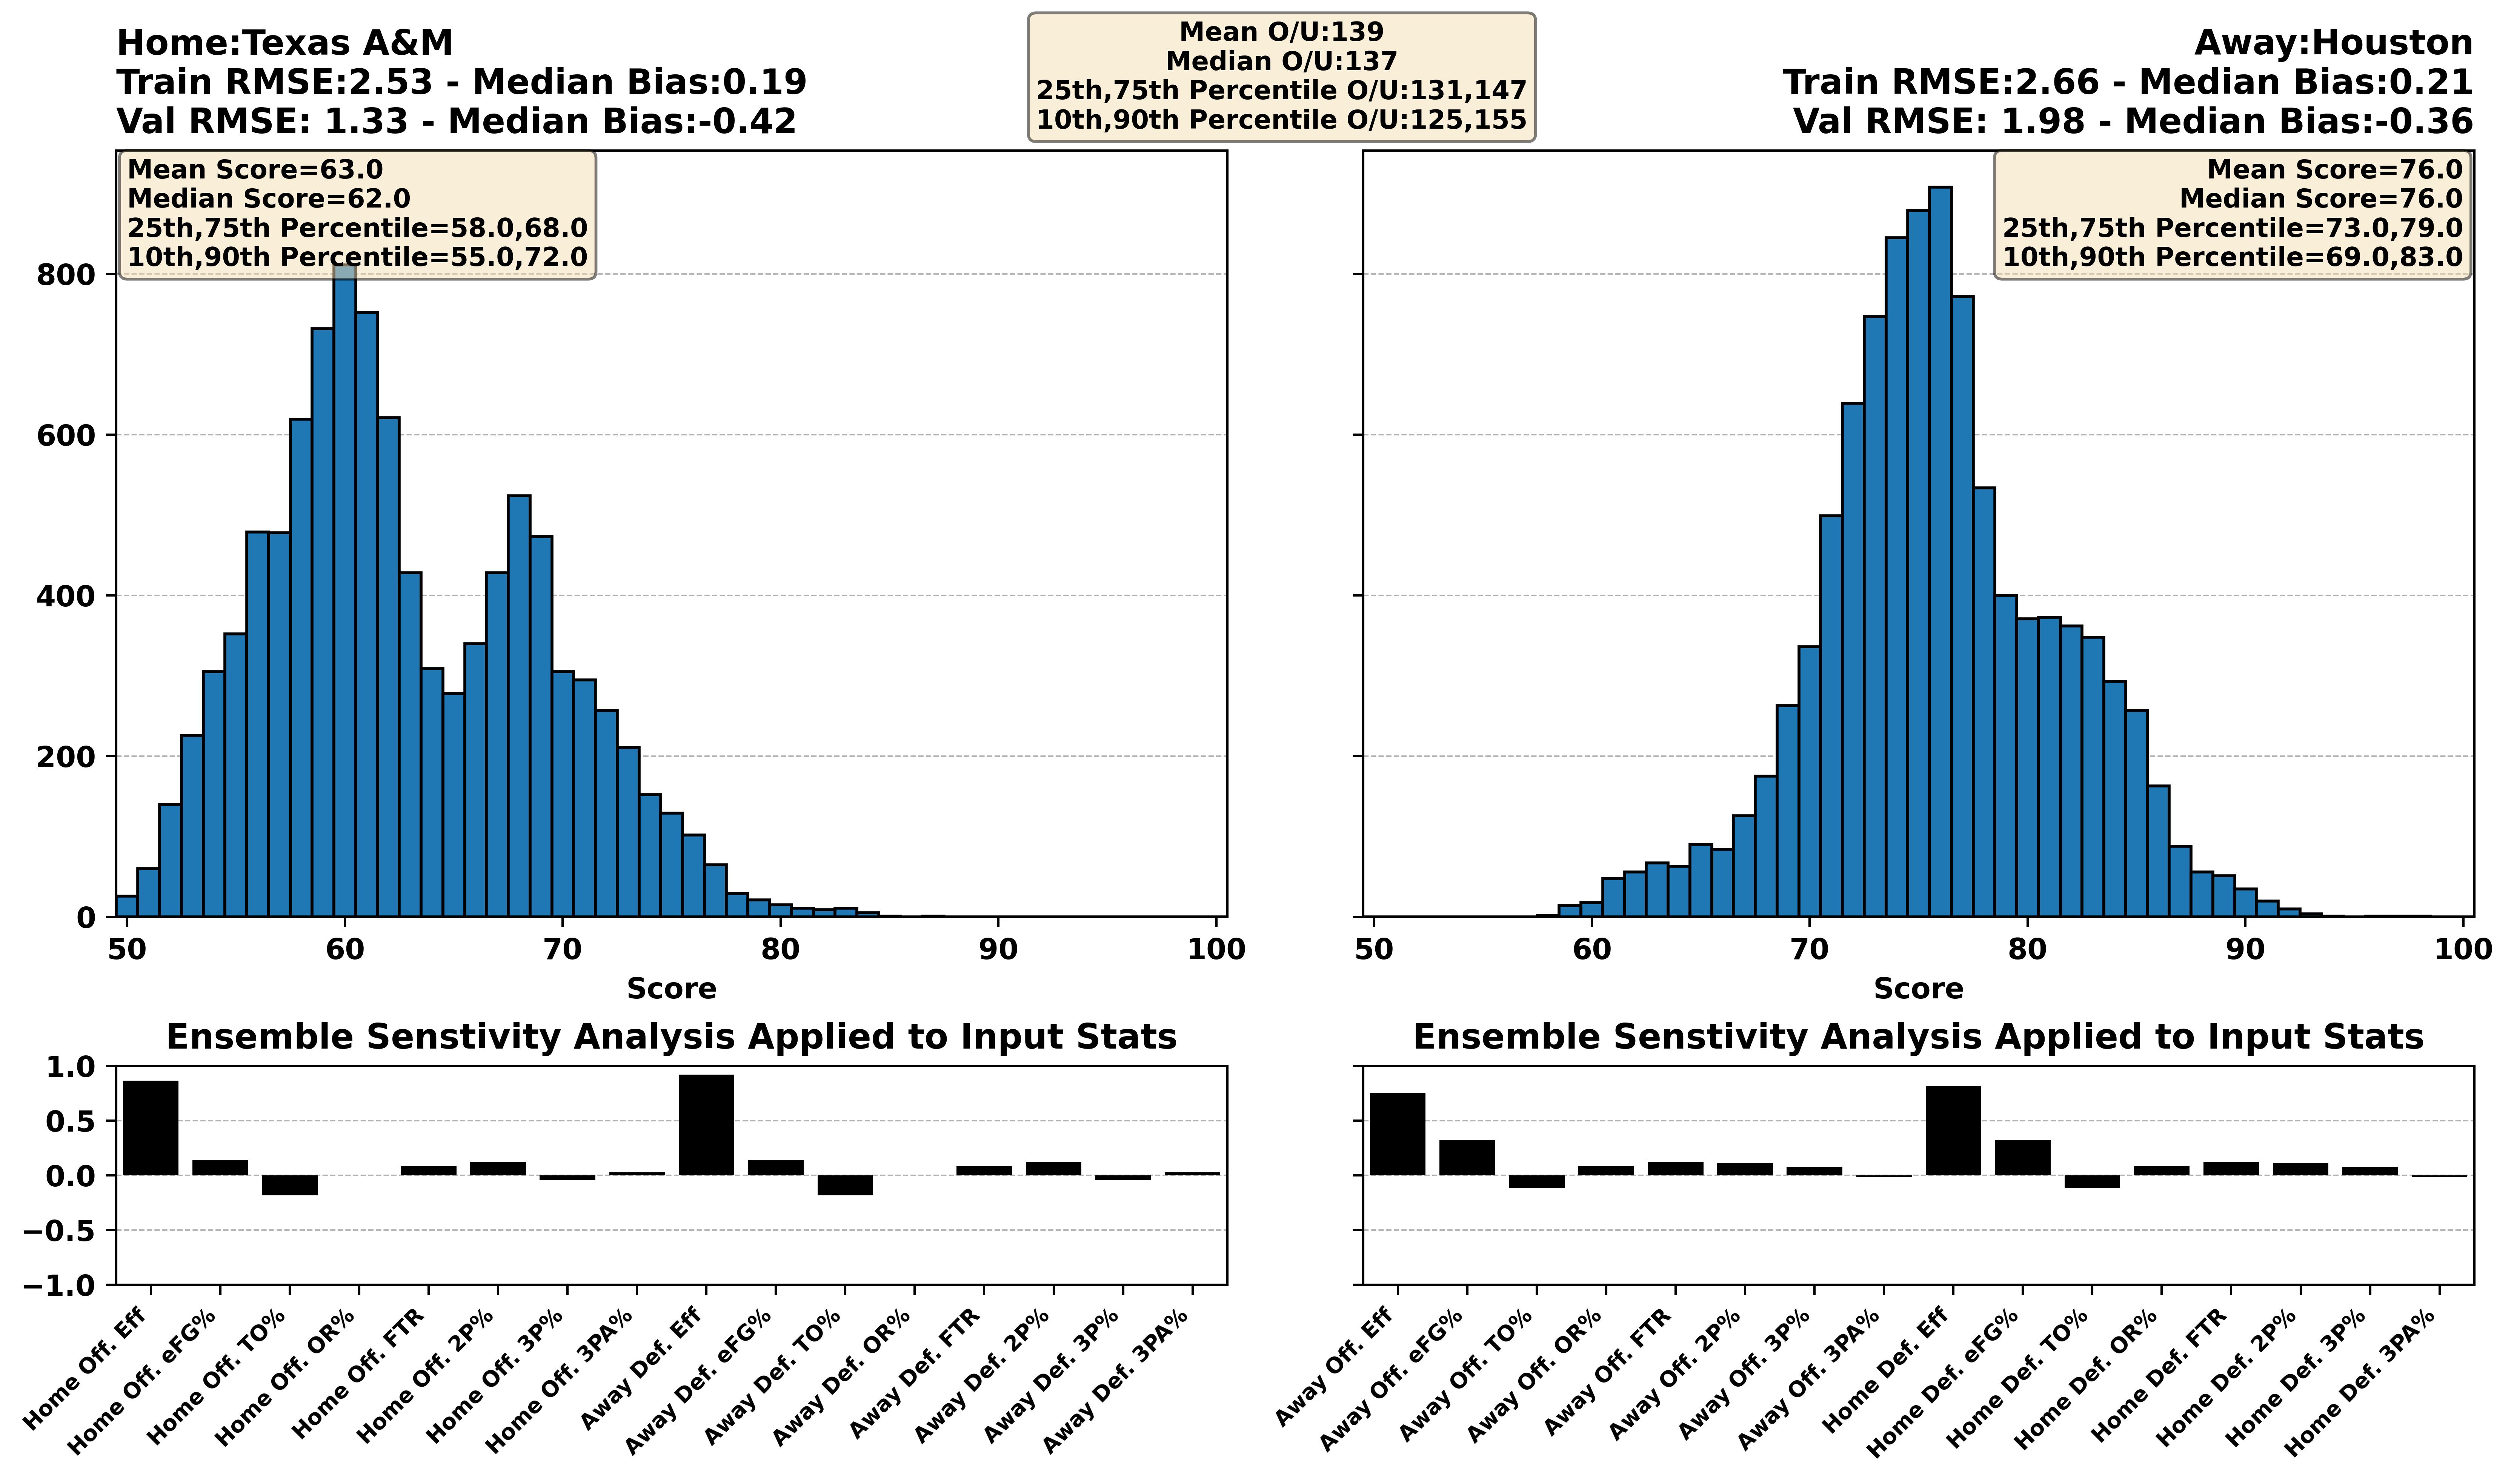 Home:Texas A&M
Train RMSE:2.53 - Median Bias:0.19
Val RMSE: 1.33 - Median Bias:-0.42
Mean O/U:139
Median O/U:137
25th,75th Percentile O/U:131,147
10th,90th Percentile O/U:125,155
Away:Houston
Train RMSE:2.66 - Median Bias:0.21
Val RMSE: 1.98 - Median Bias:-0.36
Mean Score=63.0
Median Score=62.0
25th,75th Percentile=58.0,68.0
10th,90th Percentile=55.0,72.0
800
600
400
200
0
50 60 70 80 90 100
Score
Mean Score=76.0
Median Score=76.0
25th,75th Percentile=73.0,79.0
10th,90th Percentile=69.0,83.0
50 60 70 80 90 100
Score
Ensemble Senstivity Analysis Applied to Input Stats
1.0
0.5
0.0
−0.5
−1.0
Home Off. Eff
Home Off. eFG%
Home Off. TO%
Home Off. OR%
Home Off. FTR
Home Off. 2P%
Home Off. 3P%
Home Off. 3PA%
Away Def. Eff
Away Def. eFG%
Away Def. TO%
Away Def. OR%
Away Def. FTR
Away Def. 2P%
Away Def. 3P%
Away Def. 3PA%
Ensemble Senstivity Analysis Applied to Input Stats
Away Off. Eff
Away Off. eFG%
Away Off. TO%
Away Off. OR%
Away Off. FTR
Away Off. 2P%
Away Off. 3P%
Away Off. 3PA%
Home Def. Eff
Home Def. eFG%
Home Def. TO%
Home Def. OR%
Home Def. FTR
Home Def. 2P%
Home Def. 3P%
Home Def. 3PA%